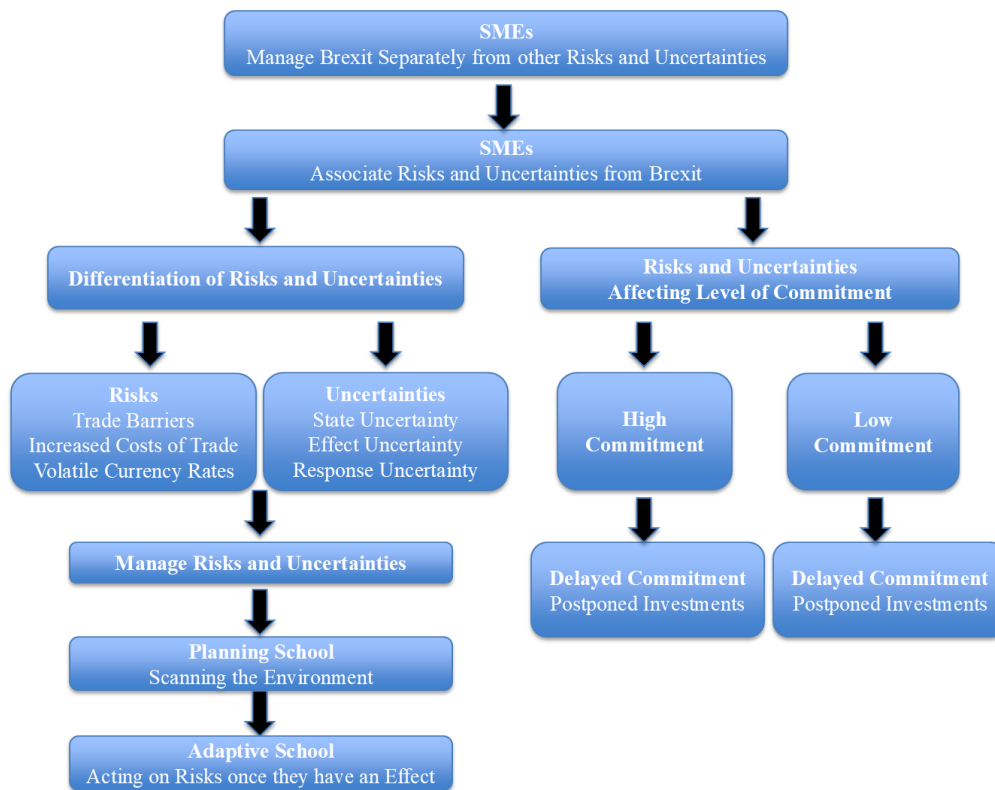 SMEs
Manage Brexit Separately from other Risks and Uncertainties
SMEs
Associate Risks and Uncertainties from Brexit
Differentiation of Risks and Uncertainties
Risks and Uncertainties
Affecting Level of Commitment
Risks
Trade Barriers
Increased Costs of Trade
Volatile Currency Rates
Uncertainties
State Uncertainty
Effect Uncertainty
Response Uncertainty
High
Commitment
Low
Commitment
Manage Risks and Uncertainties
Delayed Commitment
Postponed Investments
Delayed Commitment
Postponed Investments
Planning School
Scanning the Environment
Adaptive School
Acting on Risks once they have an Effect